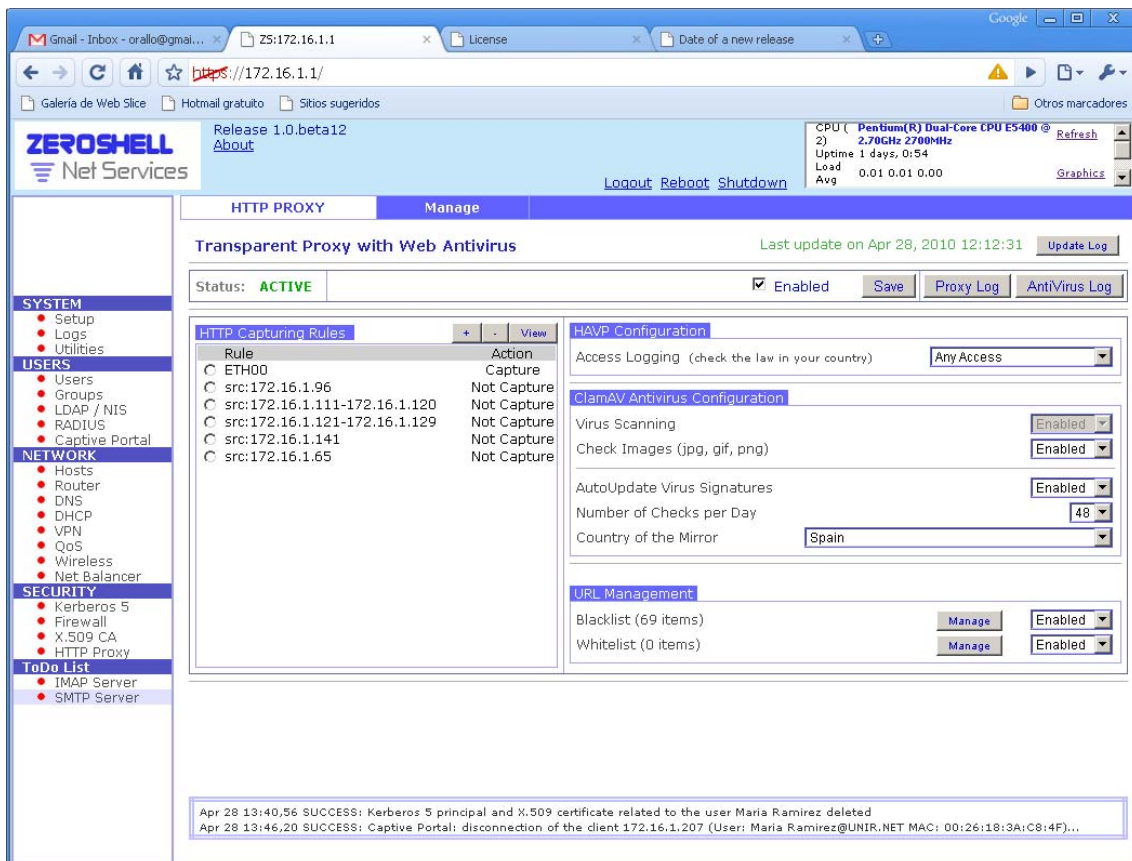 Google
Gmail - Inbox - orallo@gmai...
ZS:172.16.1.1
License
Date of a new release
https://172.16.1.1/
Galería de Web Slice
Hotmail gratuito
Sitios sugeridos
Otros marcadores
ZEROSHELL
Net Services
Release 1.0.beta12
About
Logout Reboot Shutdown
CPU ( Pentium(R) Dual-Core CPU E5400 @
2) 2.70GHz 2700MHz
Refresh
Uptime 1 days, 0:54
Load
Avg 0.01 0.01 0.00
Graphics
HTTP PROXY
Manage
Transparent Proxy with Web Antivirus
Last update on Apr 28, 2010 12:12:31
Update Log
Status: ACTIVE
Enabled
Save
Proxy Log
AntiVirus Log
SYSTEM
Setup
Logs
Utilities
USERS
Users
Groups
LDAP / NIS
RADIUS
Captive Portal
NETWORK
Hosts
Router
DNS
DHCP
VPN
QoS
Wireless
Net Balancer
SECURITY
Kerberos 5
Firewall
X.509 CA
HTTP Proxy
ToDo List
IMAP Server
SMTP Server
HTTP Capturing Rules
+ - View
Rule Action
ETH00 Capture
src:172.16.1.96 Not Capture
src:172.16.1.111-172.16.1.120 Not Capture
src:172.16.1.121-172.16.1.129 Not Capture
src:172.16.1.141 Not Capture
src:172.16.1.65 Not Capture
HAVP Configuration
Access Logging (check the law in your country) Any Access
ClamAV Antivirus Configuration
Virus Scanning Enabled
Check Images (jpg, gif, png) Enabled
AutoUpdate Virus Signatures Enabled
Number of Checks per Day 48
Country of the Mirror Spain
URL Management
Blacklist (69 items) Manage Enabled
Whitelist (0 items) Manage Enabled
Apr 28 13:40,56 SUCCESS: Kerberos 5 principal and X.509 certificate related to the user Maria Ramirez deleted
Apr 28 13:46,20 SUCCESS: Captive Portal: disconnection of the client 172.16.1.207 (User: Maria Ramirez@UNIR.NET MAC: 00:26:18:3A:C8:4F)...